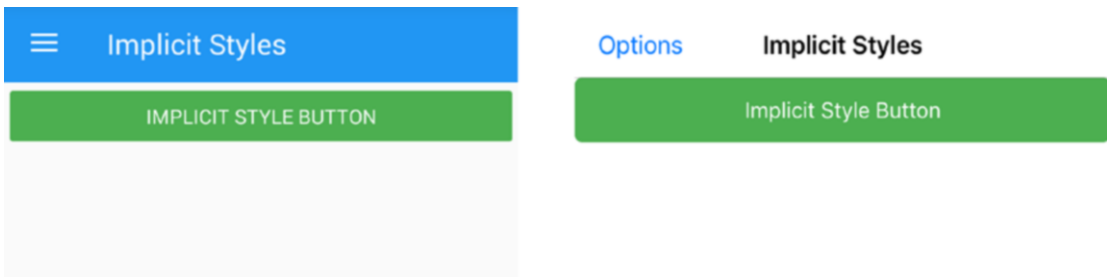 Implicit Styles
IMPLICIT STYLE BUTTON
Options
Implicit Styles
Implicit Style Button